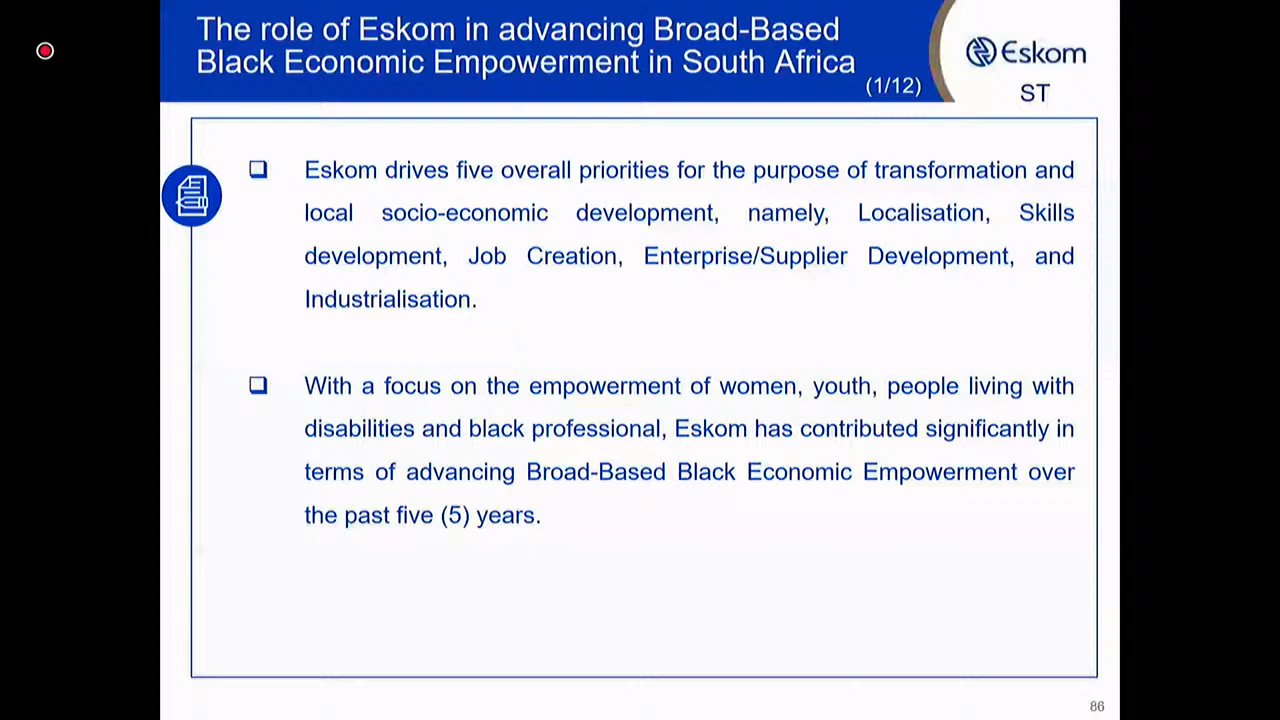 The role of Eskom in advancing Broad-Based
Black Economic Empowerment in South Africa
(1/12)
Eskom
ST
Eskom drives five overall priorities for the purpose of transformation and
local socio-economic development, namely, Localisation, Skills
development, Job Creation, Enterprise/Supplier Development, and
Industrialisation.
With a focus on the empowerment of women, youth, people living with
disabilities and black professional, Eskom has contributed significantly in
terms of advancing Broad-Based Black Economic Empowerment over
the past five (5) years.
86